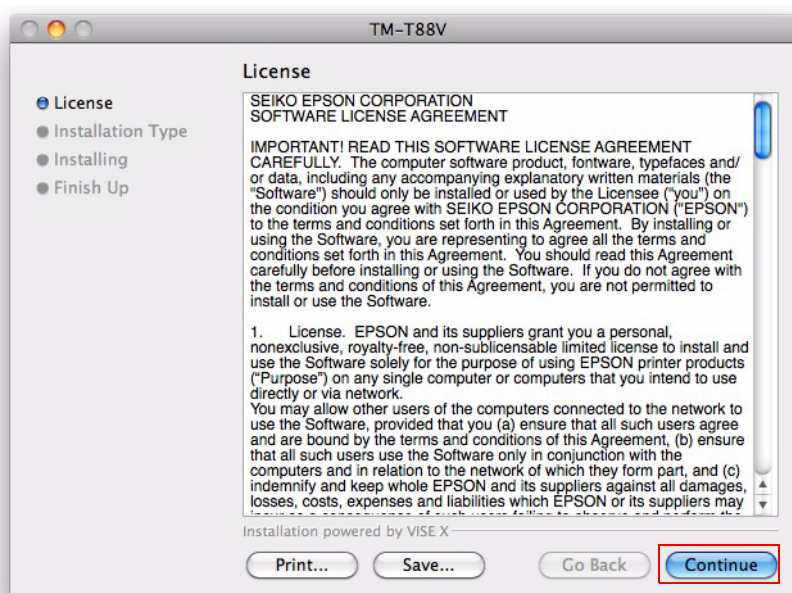 TM-T88V
License
License
Installation Type
Installing
Finish Up
SEIKO EPSON CORPORATION
SOFTWARE LICENSE AGREEMENT
IMPORTANT! READ THIS SOFTWARE LICENSE AGREEMENT
CAREFULLY.  The computer software product, fontware, typefaces and/
or data, including any accompanying explanatory written materials (the
"Software") should only be installed or used by the Licensee ("you") on
the condition you agree with SEIKO EPSON CORPORATION ("EPSON")
to the terms and conditions set forth in this Agreement.  By installing or
using the Software, you are representing to agree all the terms and
conditions set forth in this Agreement.  You should read this Agreement
carefully before installing or using the Software.  If you do not agree with
the terms and conditions of this Agreement, you are not permitted to
install or use the Software.
1.    License.  EPSON and its suppliers grant you a personal,
nonexclusive, royalty-free, non-sublicensable limited license to install and
use the Software solely for the purpose of using EPSON printer products
("Purpose") on any single computer or computers that you intend to use
directly or via network.
You may allow other users of the computers connected to the network to
use the Software, provided that you (a) ensure that all such users agree
and are bound by the terms and conditions of this Agreement, (b) ensure
that all such users use the Software only in conjunction with the
computers and in relation to the network of which they form part, and (c)
indemnify and keep whole EPSON and its suppliers against all damages,
losses, costs, expenses and liabilities which EPSON or its suppliers may
Installation powered by VISE X
Print...
Save...
Go Back
Continue